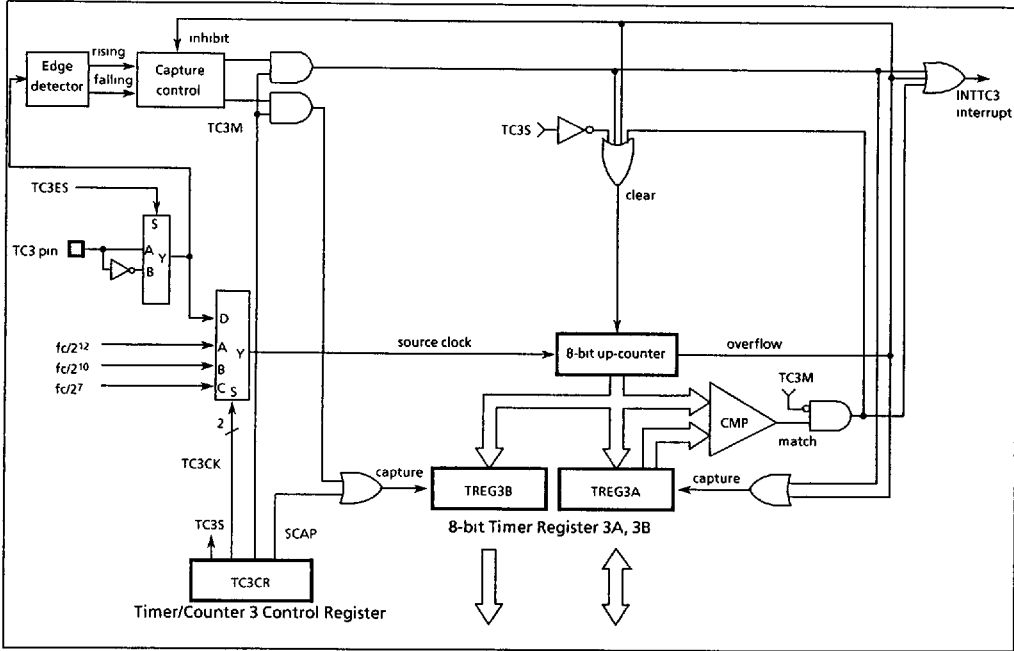 inhibit
Edge
detector
rising
falling
Capture
control
TC3M
INTTC3
interrupt
TC3S
clear
TC3ES
S
TC3 pin
A
Y
B
D
fc/2¹²
A
Y
fc/2¹⁰
B
fc/2⁷
C S
source clock
8-bit up-counter
overflow
TC3M
CMP
match
2
TC3CK
capture
TREG3B
TREG3A
capture
TC3S
SCAP
8-bit Timer Register 3A, 3B
TC3CR
Timer/Counter 3 Control Register